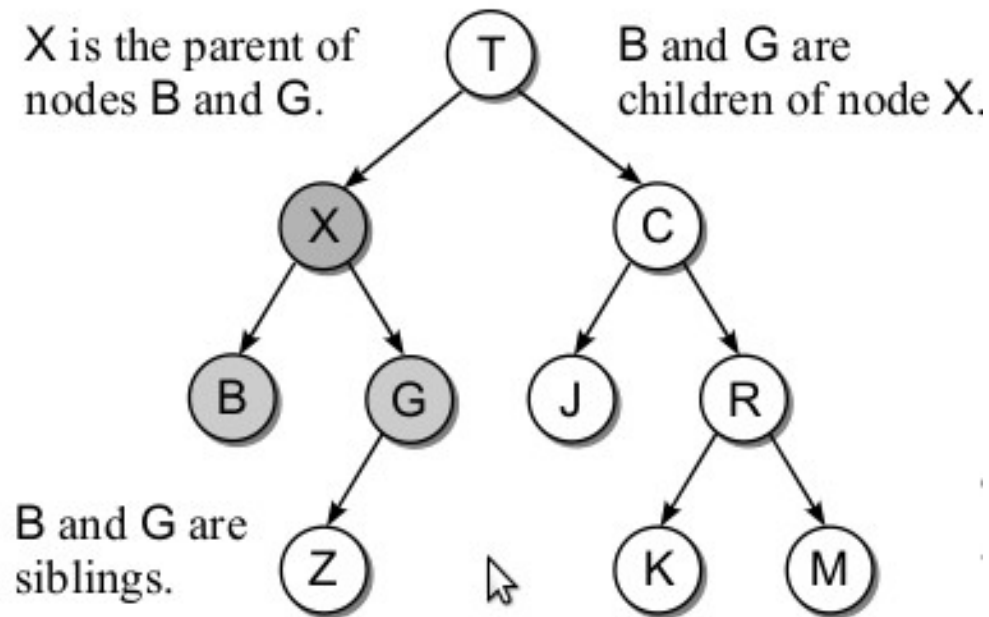 X is the parent of
nodes B and G.
T
B and G are
children of node X.
X
C
B
G
J
R
B and G are
siblings.
Z
K
M